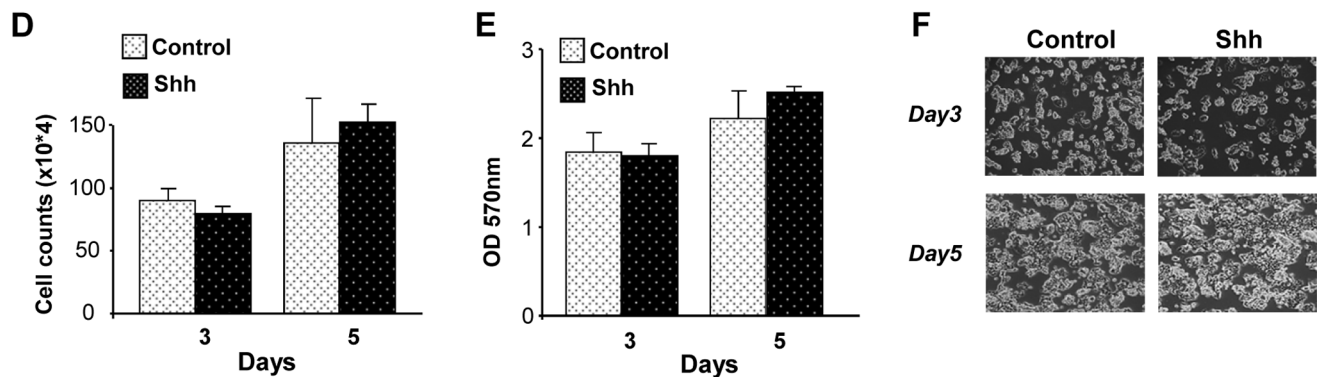 D
Control
Shh
Cell counts (x10*4)
150
100
50
0
3 5
Days
E
Control
Shh
OD 570nm
3
2
1
0
3 5
Days
F
Control Shh
Day3
Day5